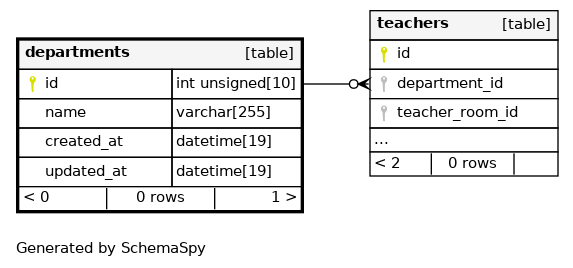 departments [table]
id int unsigned[10]
name varchar[255]
created_at datetime[19]
updated_at datetime[19]
< 0 0 rows 1 >
teachers [table]
id
department_id
teacher_room_id
...
< 2 0 rows
Generated by SchemaSpy